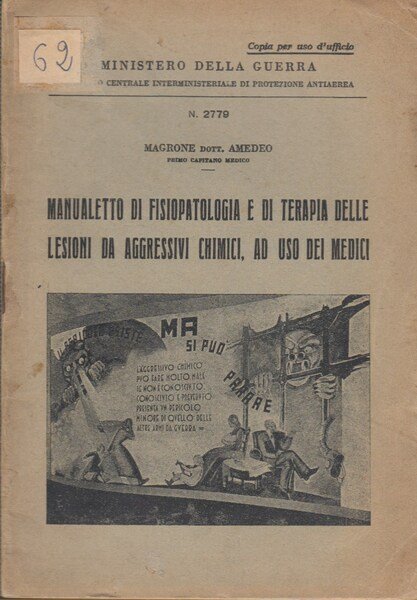 62
Copia per uso d'ufficio
MINISTERO DELLA GUERRA
CENTRALE INTERMINISTERIALE DI PROTEZIONE ANTIAEREA
N. 2779
MAGRONE DOTT. AMEDEO
PRIMO CAPITANO MEDICO
MANUALETTO DI FISIOPATOLOGIA E DI TERAPIA DELLE
LESIONI DA AGGRESSIVI CHIMICI, AD USO DEI MEDICI
IL PERICOLO ESISTE
MA
SI PUÒ
PARARE
L'AGGRESSIVO CHIMICO
PUÒ FARE MOLTO MALE
SE NON È CONOSCIUTO.
CONOSCIUTO E PREVENUTO
PRESENTA UN PERICOLO
MINORE DI QUELLO DELLE
ALTRE ARMI DA GUERRA